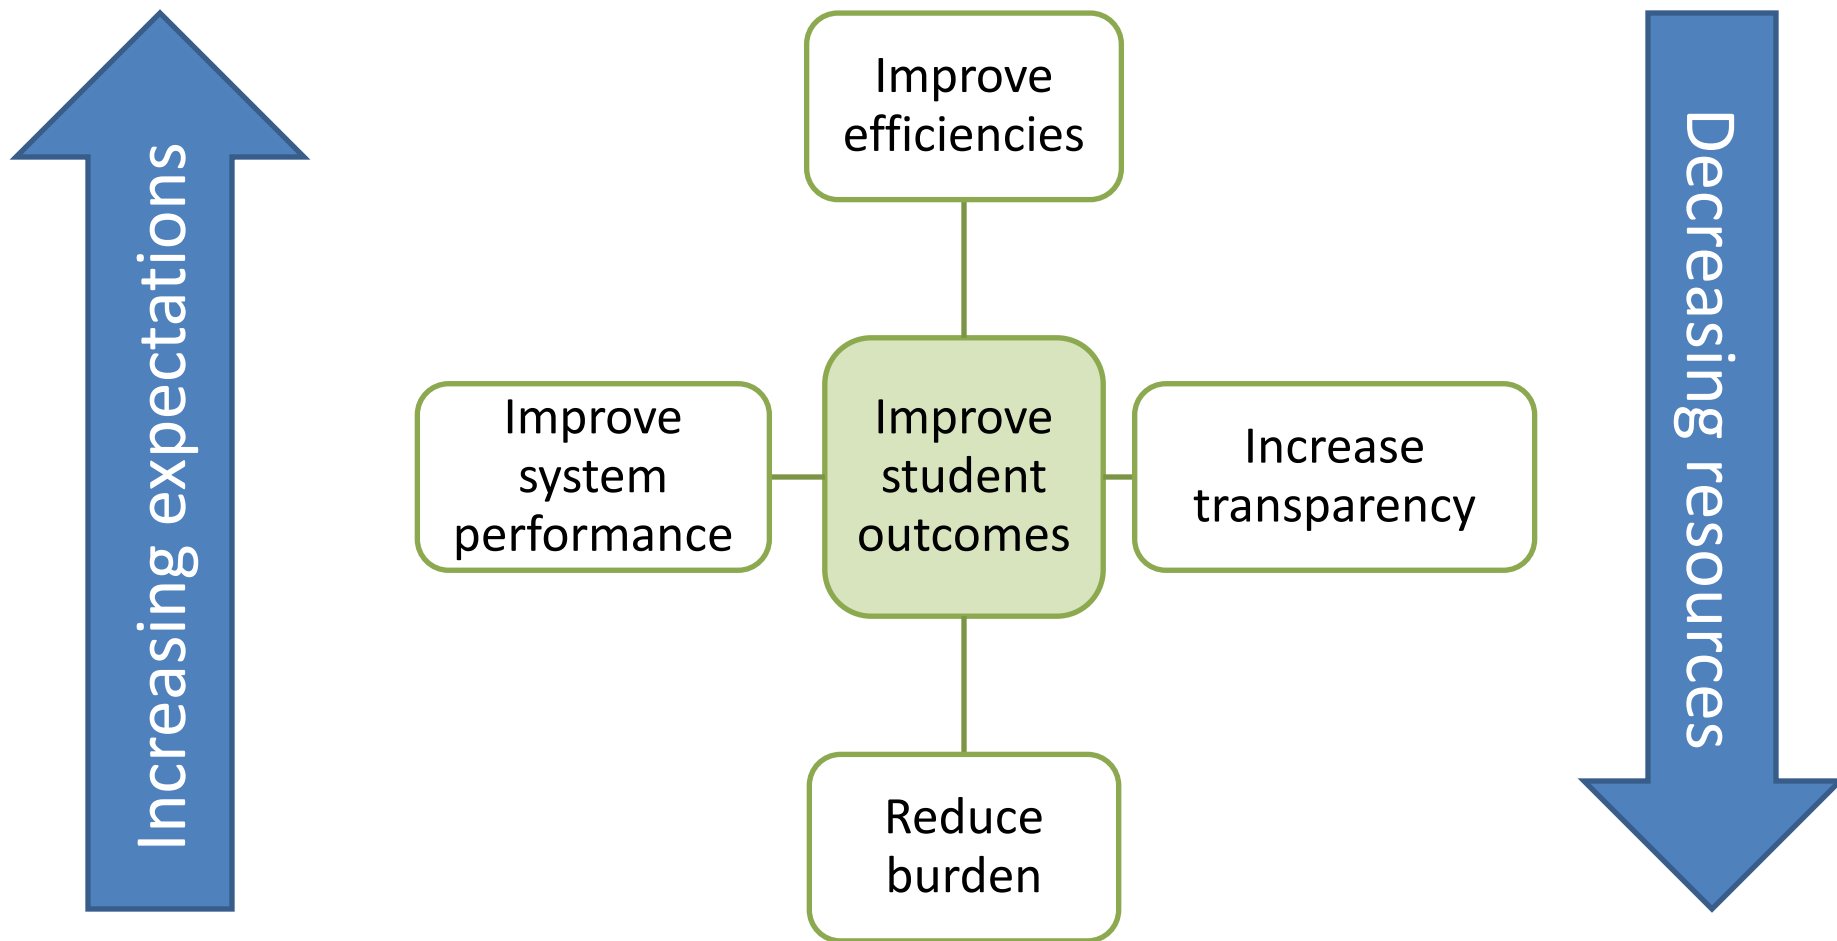 Increasing expectations
Improve
efficiencies
Improve
system
performance
Improve
student
outcomes
Increase
transparency
Reduce
burden
Decreasing resources